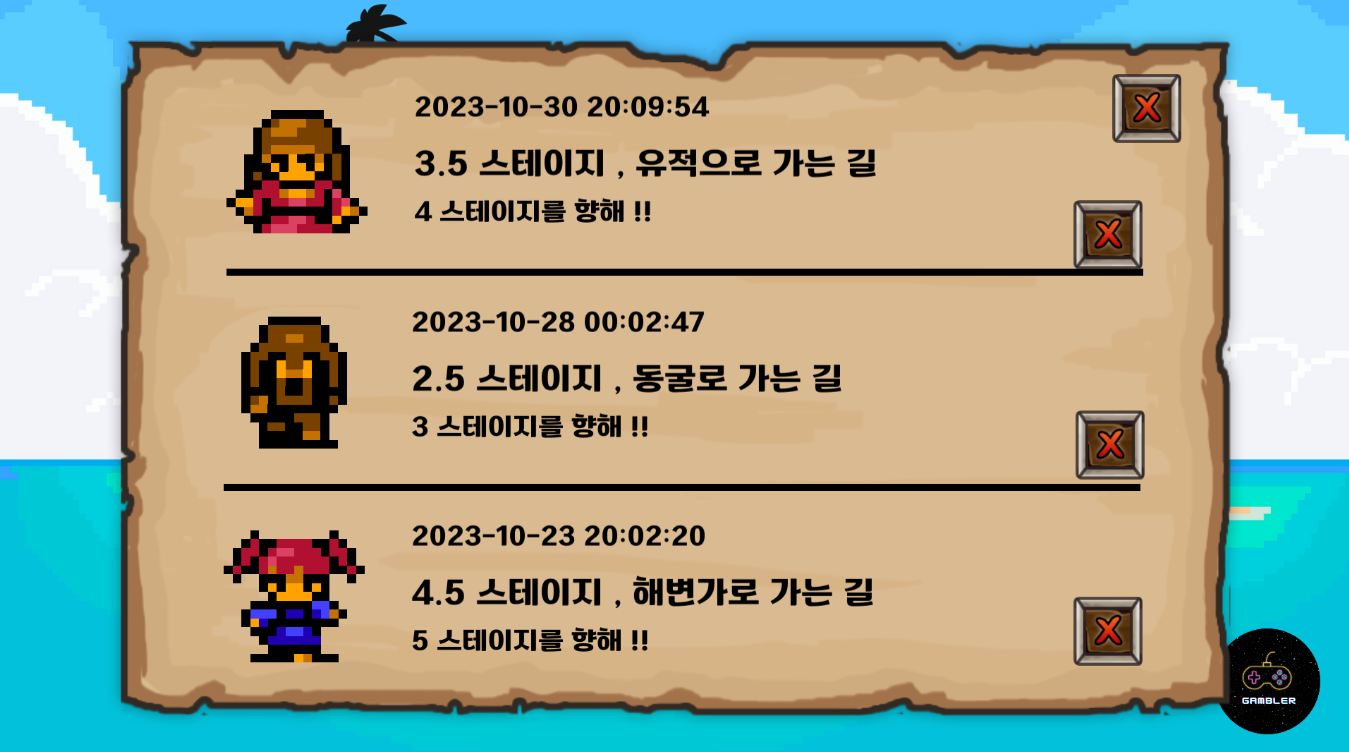 2023-10-30 20:09:54
3.5 스테이지 , 유적으로 가는 길
4 스테이지를 향해 !!
2023-10-28 00:02:47
2.5 스테이지 , 동굴로 가는 길
3 스테이지를 향해 !!
2023-10-23 20:02:20
4.5 스테이지 , 해변가로 가는 길
5 스테이지를 향해 !!
GAMBLER